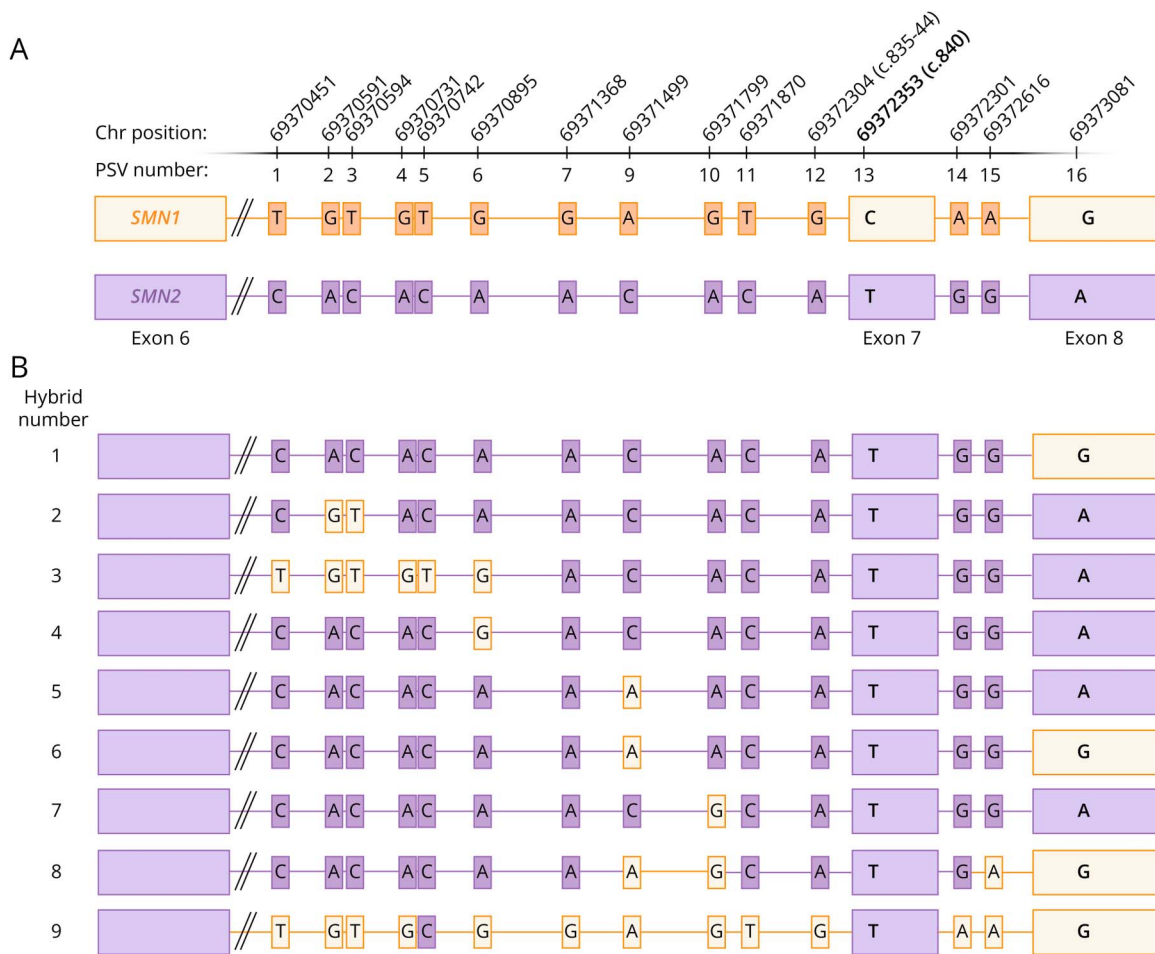 A
Chr position: 69370451 69370591 69370594 69370731 69370742 69370895 69371368 69371499 69371799 69371870 69372304 (c.835-44) 69372353 (c.840) 69372301 69372616 69373081
PSV number: 1 2 3 4 5 6 7 9 10 11 12 13 14 15 16
SMN1 T G T G T G G A G T G C A A G
SMN2 C A C A C A A C A C A T G G A
Exon 6 Exon 7 Exon 8
B
Hybrid
number
1 C A C A C A A C A C A T G G G
2 C G T A C A A C A C A T G G A
3 T G T G T G A C A C A T G G A
4 C A C A C G A C A C A T G G A
5 C A C A C A A A A C A T G G A
6 C A C A C A A A A C A T G G G
7 C A C A C A A C G C A T G G A
8 C A C A C A A A G C A T G A G
9 T G T G C G G A G T G T A A G